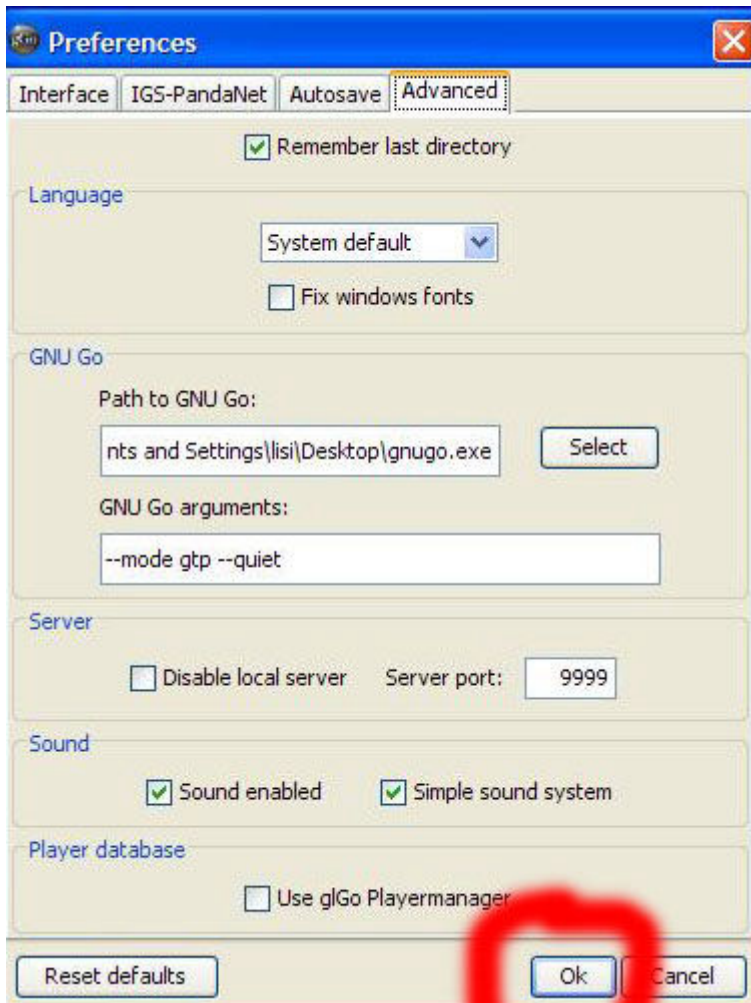 Preferences
Interface IGS-PandaNet Autosave Advanced
Remember last directory
Language
System default
Fix windows fonts
GNU Go
Path to GNU Go:
nts and Settings\lisi\Desktop\gnugo.exe Select
GNU Go arguments:
--mode gtp --quiet
Server
Disable local server Server port: 9999
Sound
Sound enabled Simple sound system
Player database
Use glGo Playermanager
Reset defaults Ok Cancel